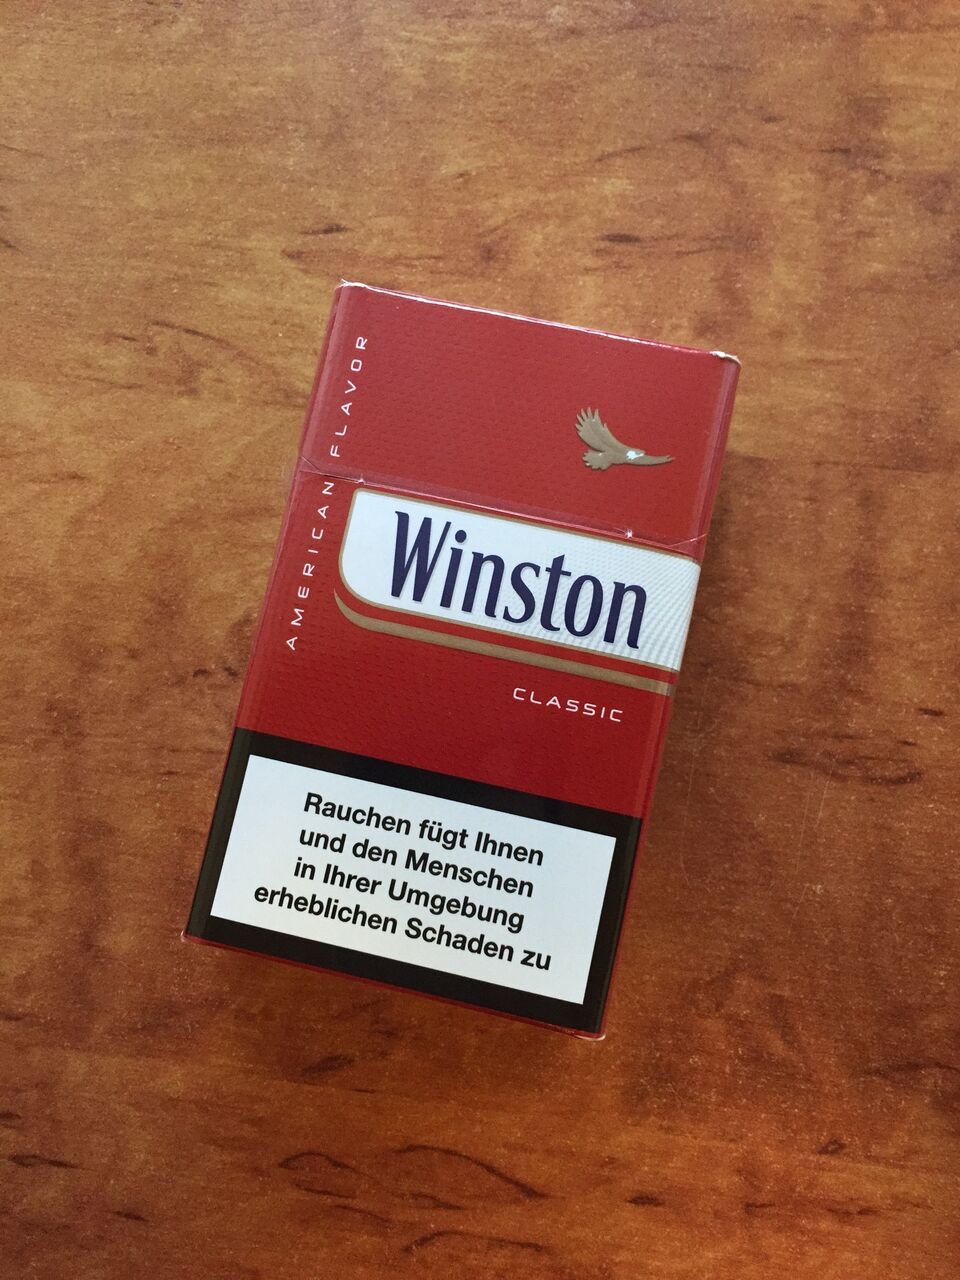 AMERICAN FLAVOR
Winston
CLASSIC
Rauchen fügt Ihnen
und den Menschen
in Ihrer Umgebung
erheblichen Schaden zu